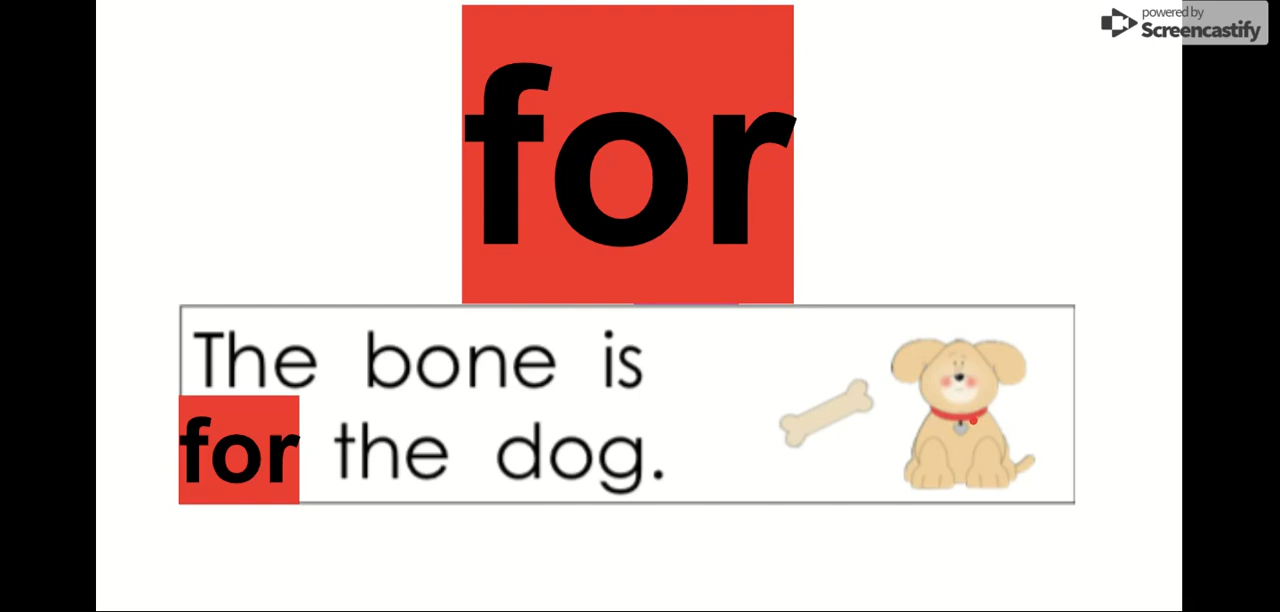 powered by
Screencastify
for
The bone is
for the dog.